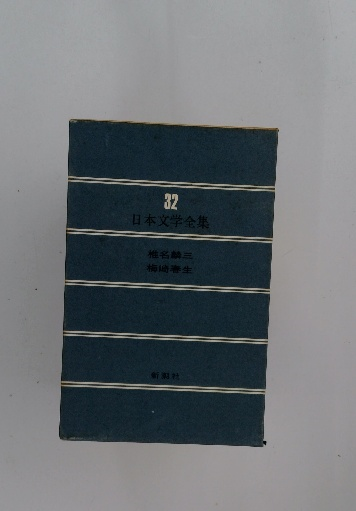 32
日本文学全集
椎名麟三
梅崎春生
新潮社